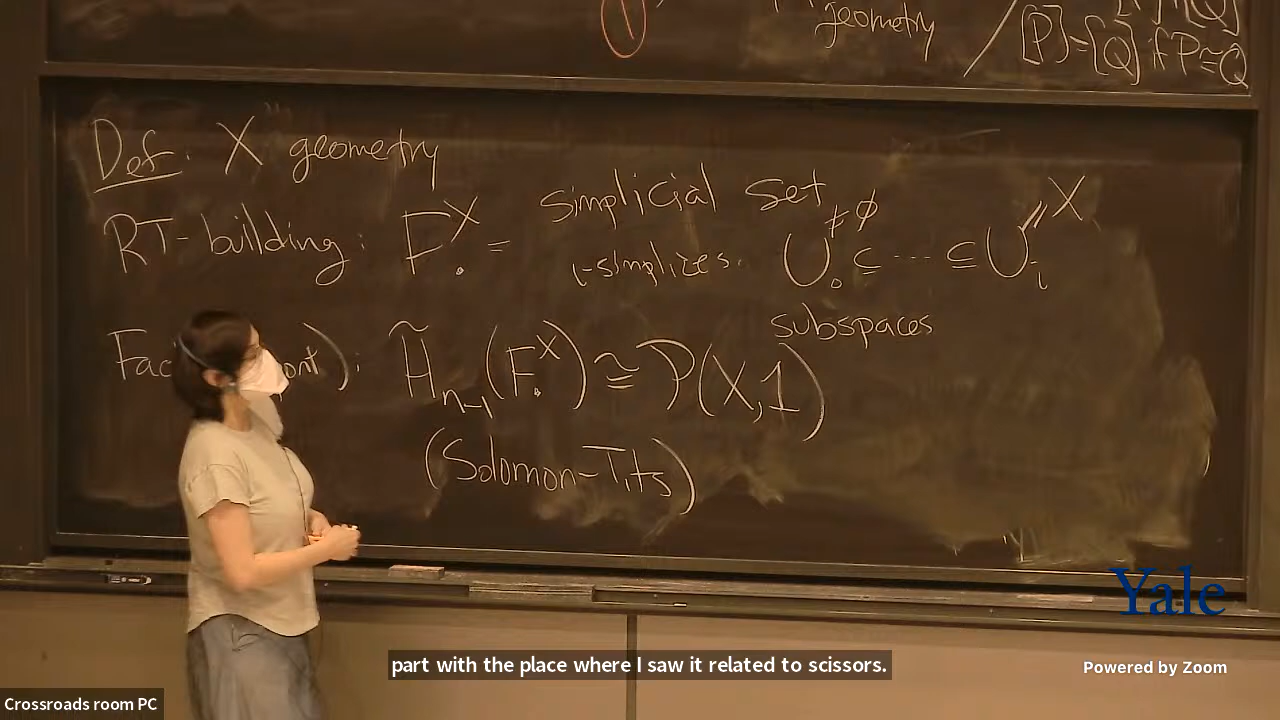 ①
geometry / [P]=[Q] if P≅Q
Def: X geometry
RT-building: F.^X = simplicial set
i-simplices: U_0 ⊆ ··· ⊆ U_i
≠∅
≠X
subspaces
H̃_{n-1}(F.^X) ≅ P(X,1)
(Solomon-Tits)
part with the place where I saw it related to scissors.
Yale
Powered by Zoom
Crossroads room PC